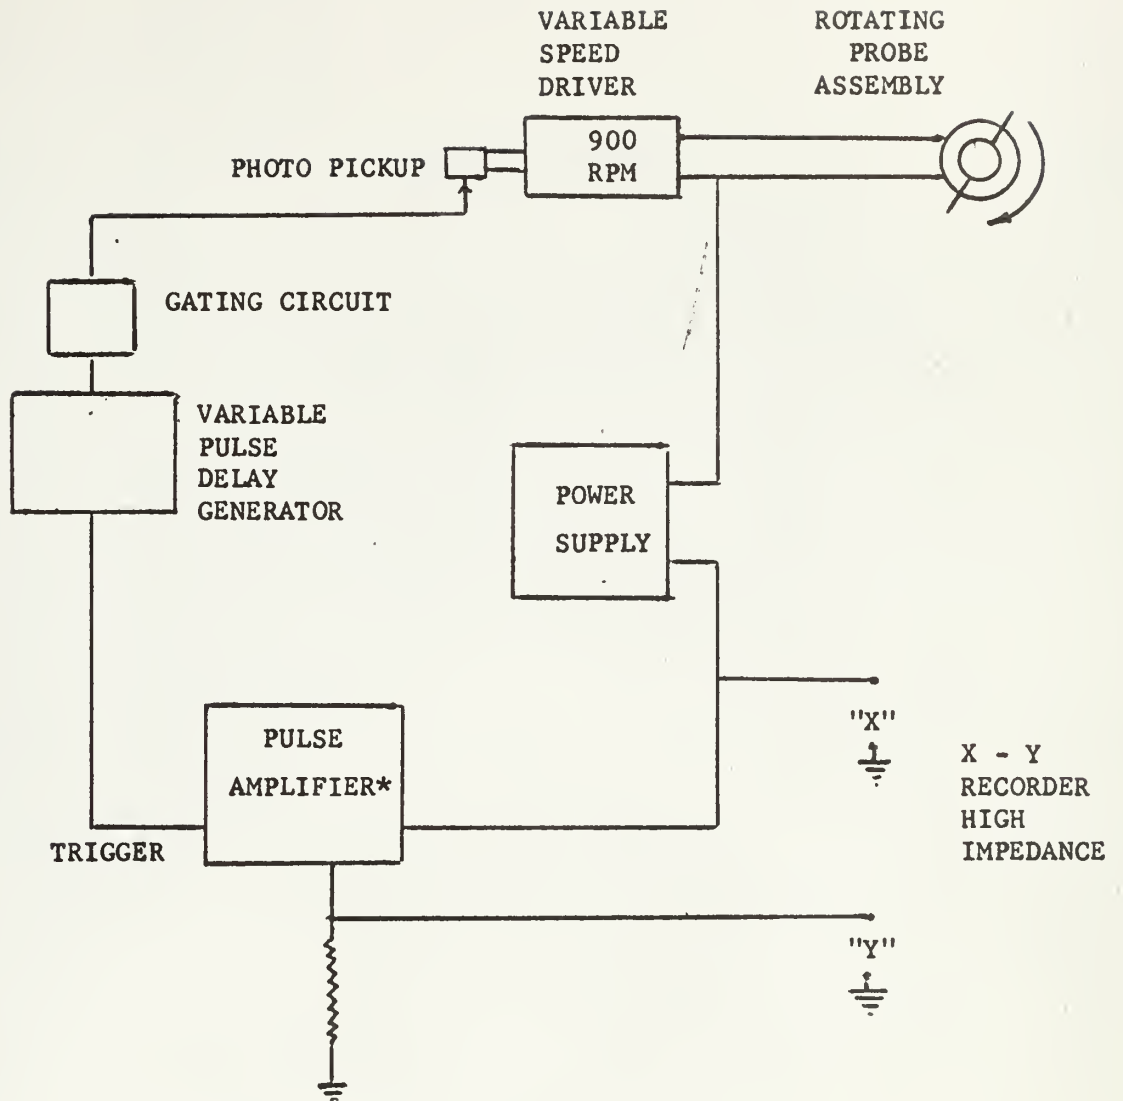 VARIABLE
SPEED
DRIVER
ROTATING
PROBE
ASSEMBLY
900
RPM
PHOTO PICKUP
GATING CIRCUIT
VARIABLE
PULSE
DELAY
GENERATOR
POWER
SUPPLY
PULSE
AMPLIFIER*
TRIGGER
"X"
X - Y
RECORDER
HIGH
IMPEDANCE
"Y"